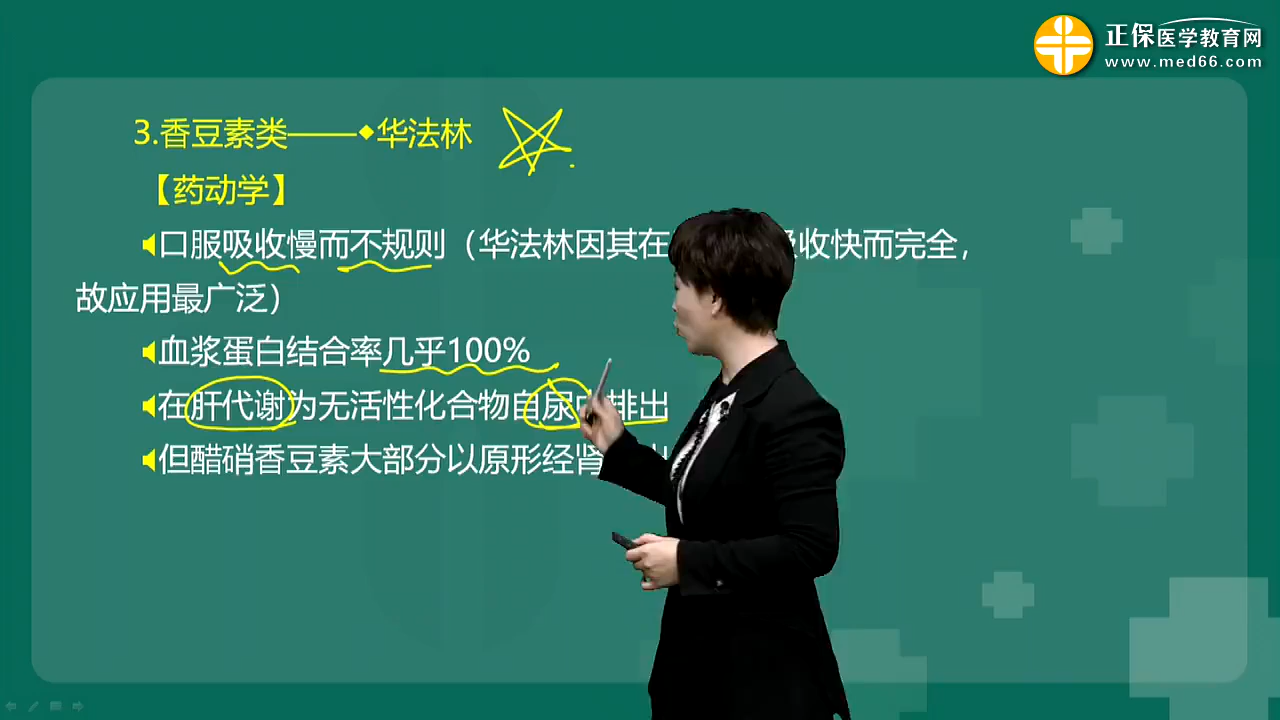 正保医学教育网
www.med66.com
3.香豆素类——◆华法林
【药动学】
口服吸收慢而不规则（华法林因其在 收快而完全，
故应用最广泛）
血浆蛋白结合率几乎100%
在肝代谢为无活性化合物自尿 排出
但醋硝香豆素大部分以原形经肾